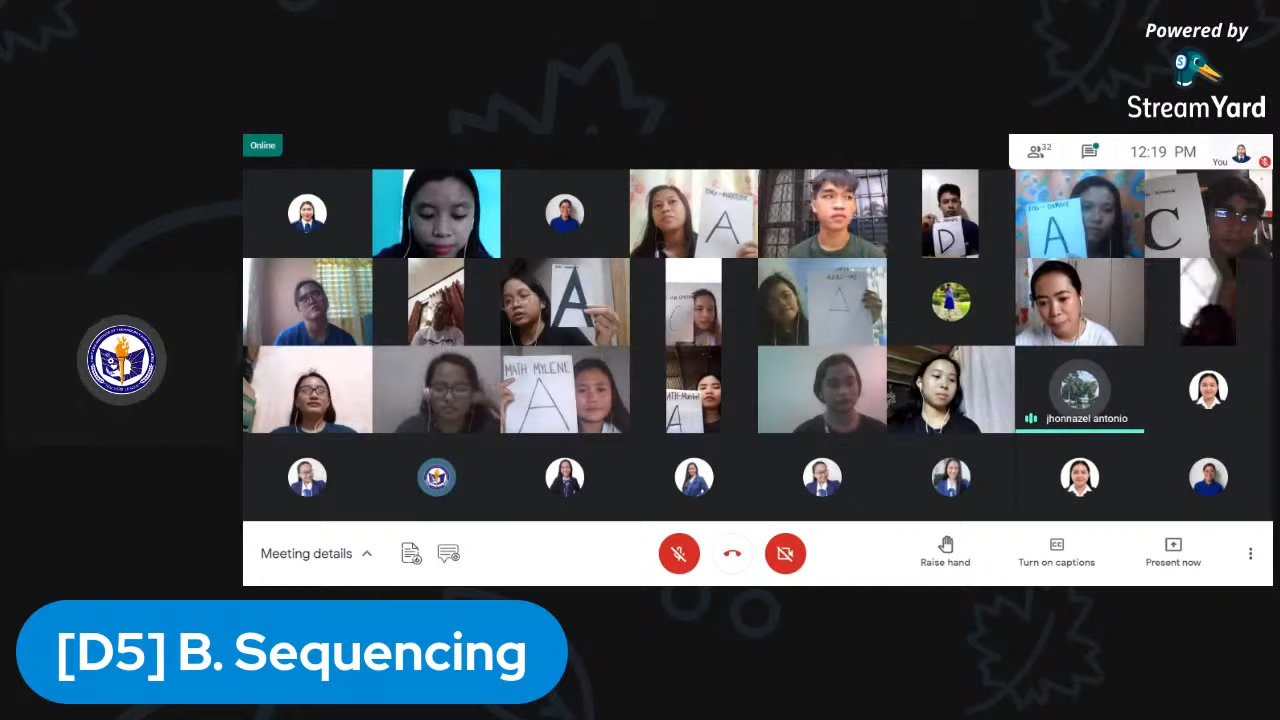 Powered by
StreamYard
Online
32
12:19 PM
You
A
D
A
C
A
C
A
MATH MYLENE
A
A
jhonnazel antonio
Meeting details
Raise hand
Turn on captions
Present now
[D5] B. Sequencing